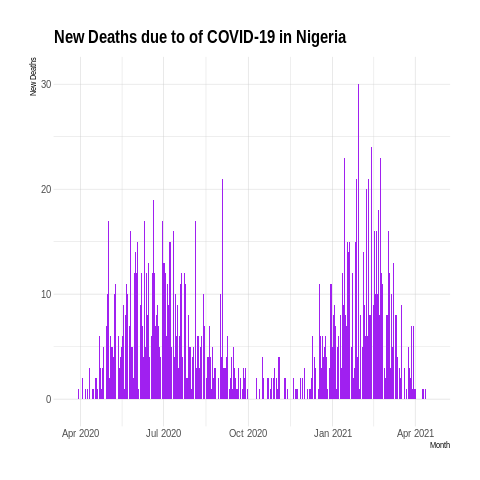 New Deaths due to of COVID-19 in Nigeria
New Deaths
30
20
10
0
Apr 2020 Jul 2020 Oct 2020 Jan 2021 Apr 2021
Month